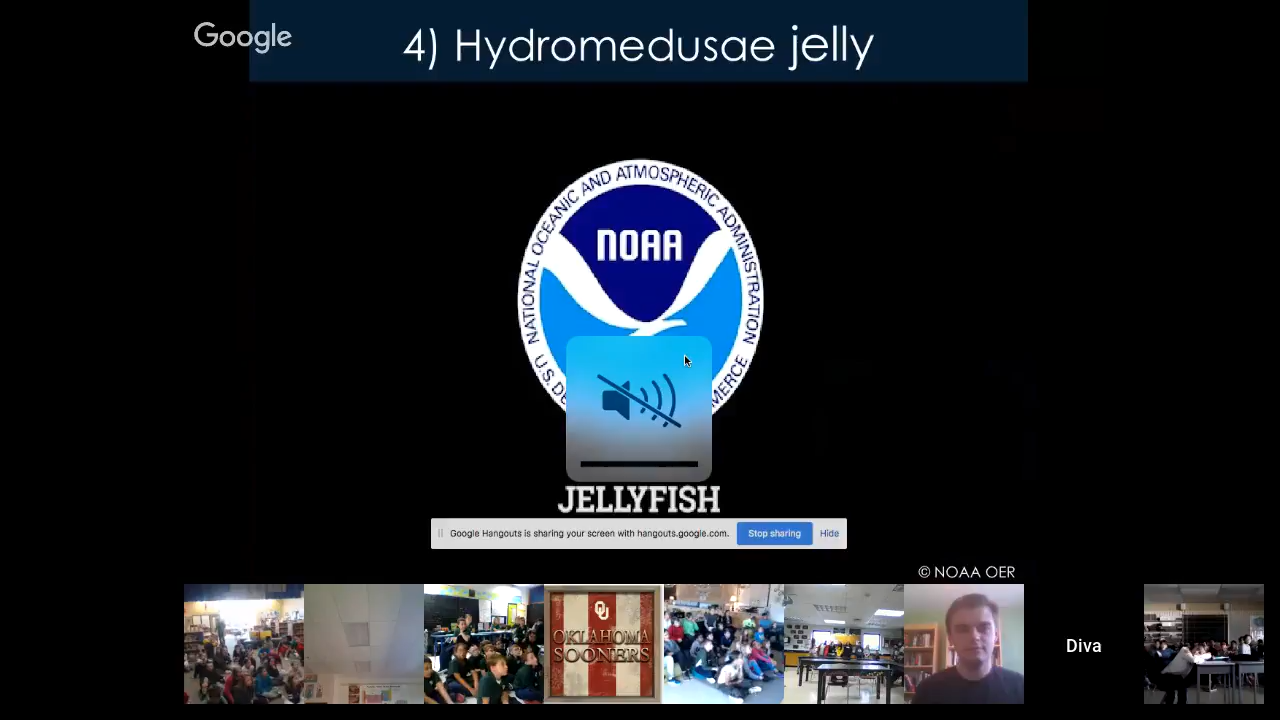 Google
4) Hydromedusae jelly
NATIONAL OCEANIC AND ATMOSPHERIC ADMINISTRATION
NOAA
U.S. DE
MERCE
JELLYFISH
Google Hangouts is sharing your screen with hangouts.google.com. Stop sharing Hide
© NOAA OER
OU
OKLAHOMA
SOONERS
Diva